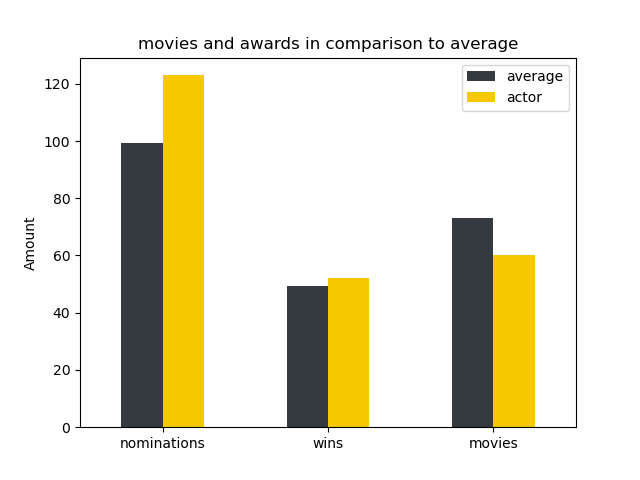 movies and awards in comparison to average
average
actor
Amount
120
100
80
60
40
20
0
nominations
wins
movies